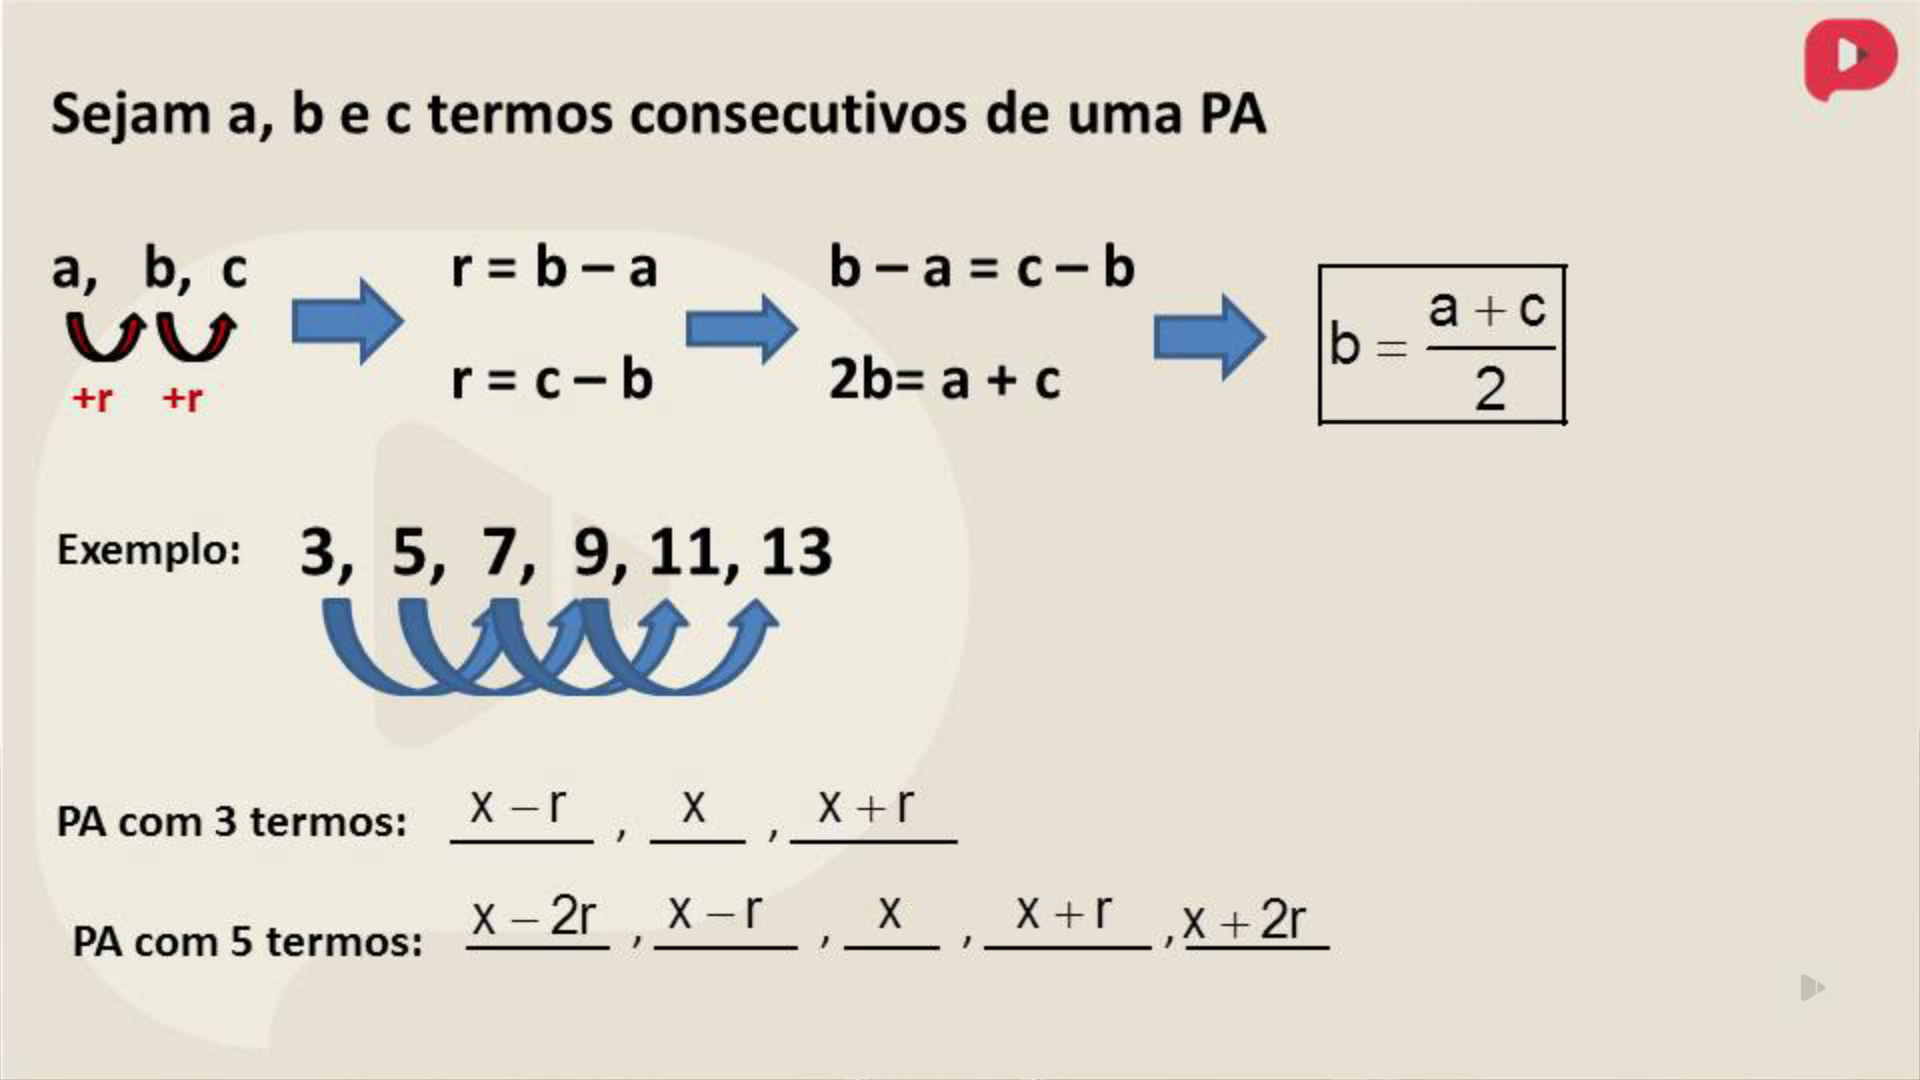 Sejam a, b e c termos consecutivos de uma PA
a, b, c
+r +r
r = b – a
r = c – b
b – a = c – b
2b= a + c
b = a + c / 2
Exemplo: 3, 5, 7, 9, 11, 13
PA com 3 termos: x – r , x , x + r
PA com 5 termos: x – 2r , x – r , x , x + r , x + 2r